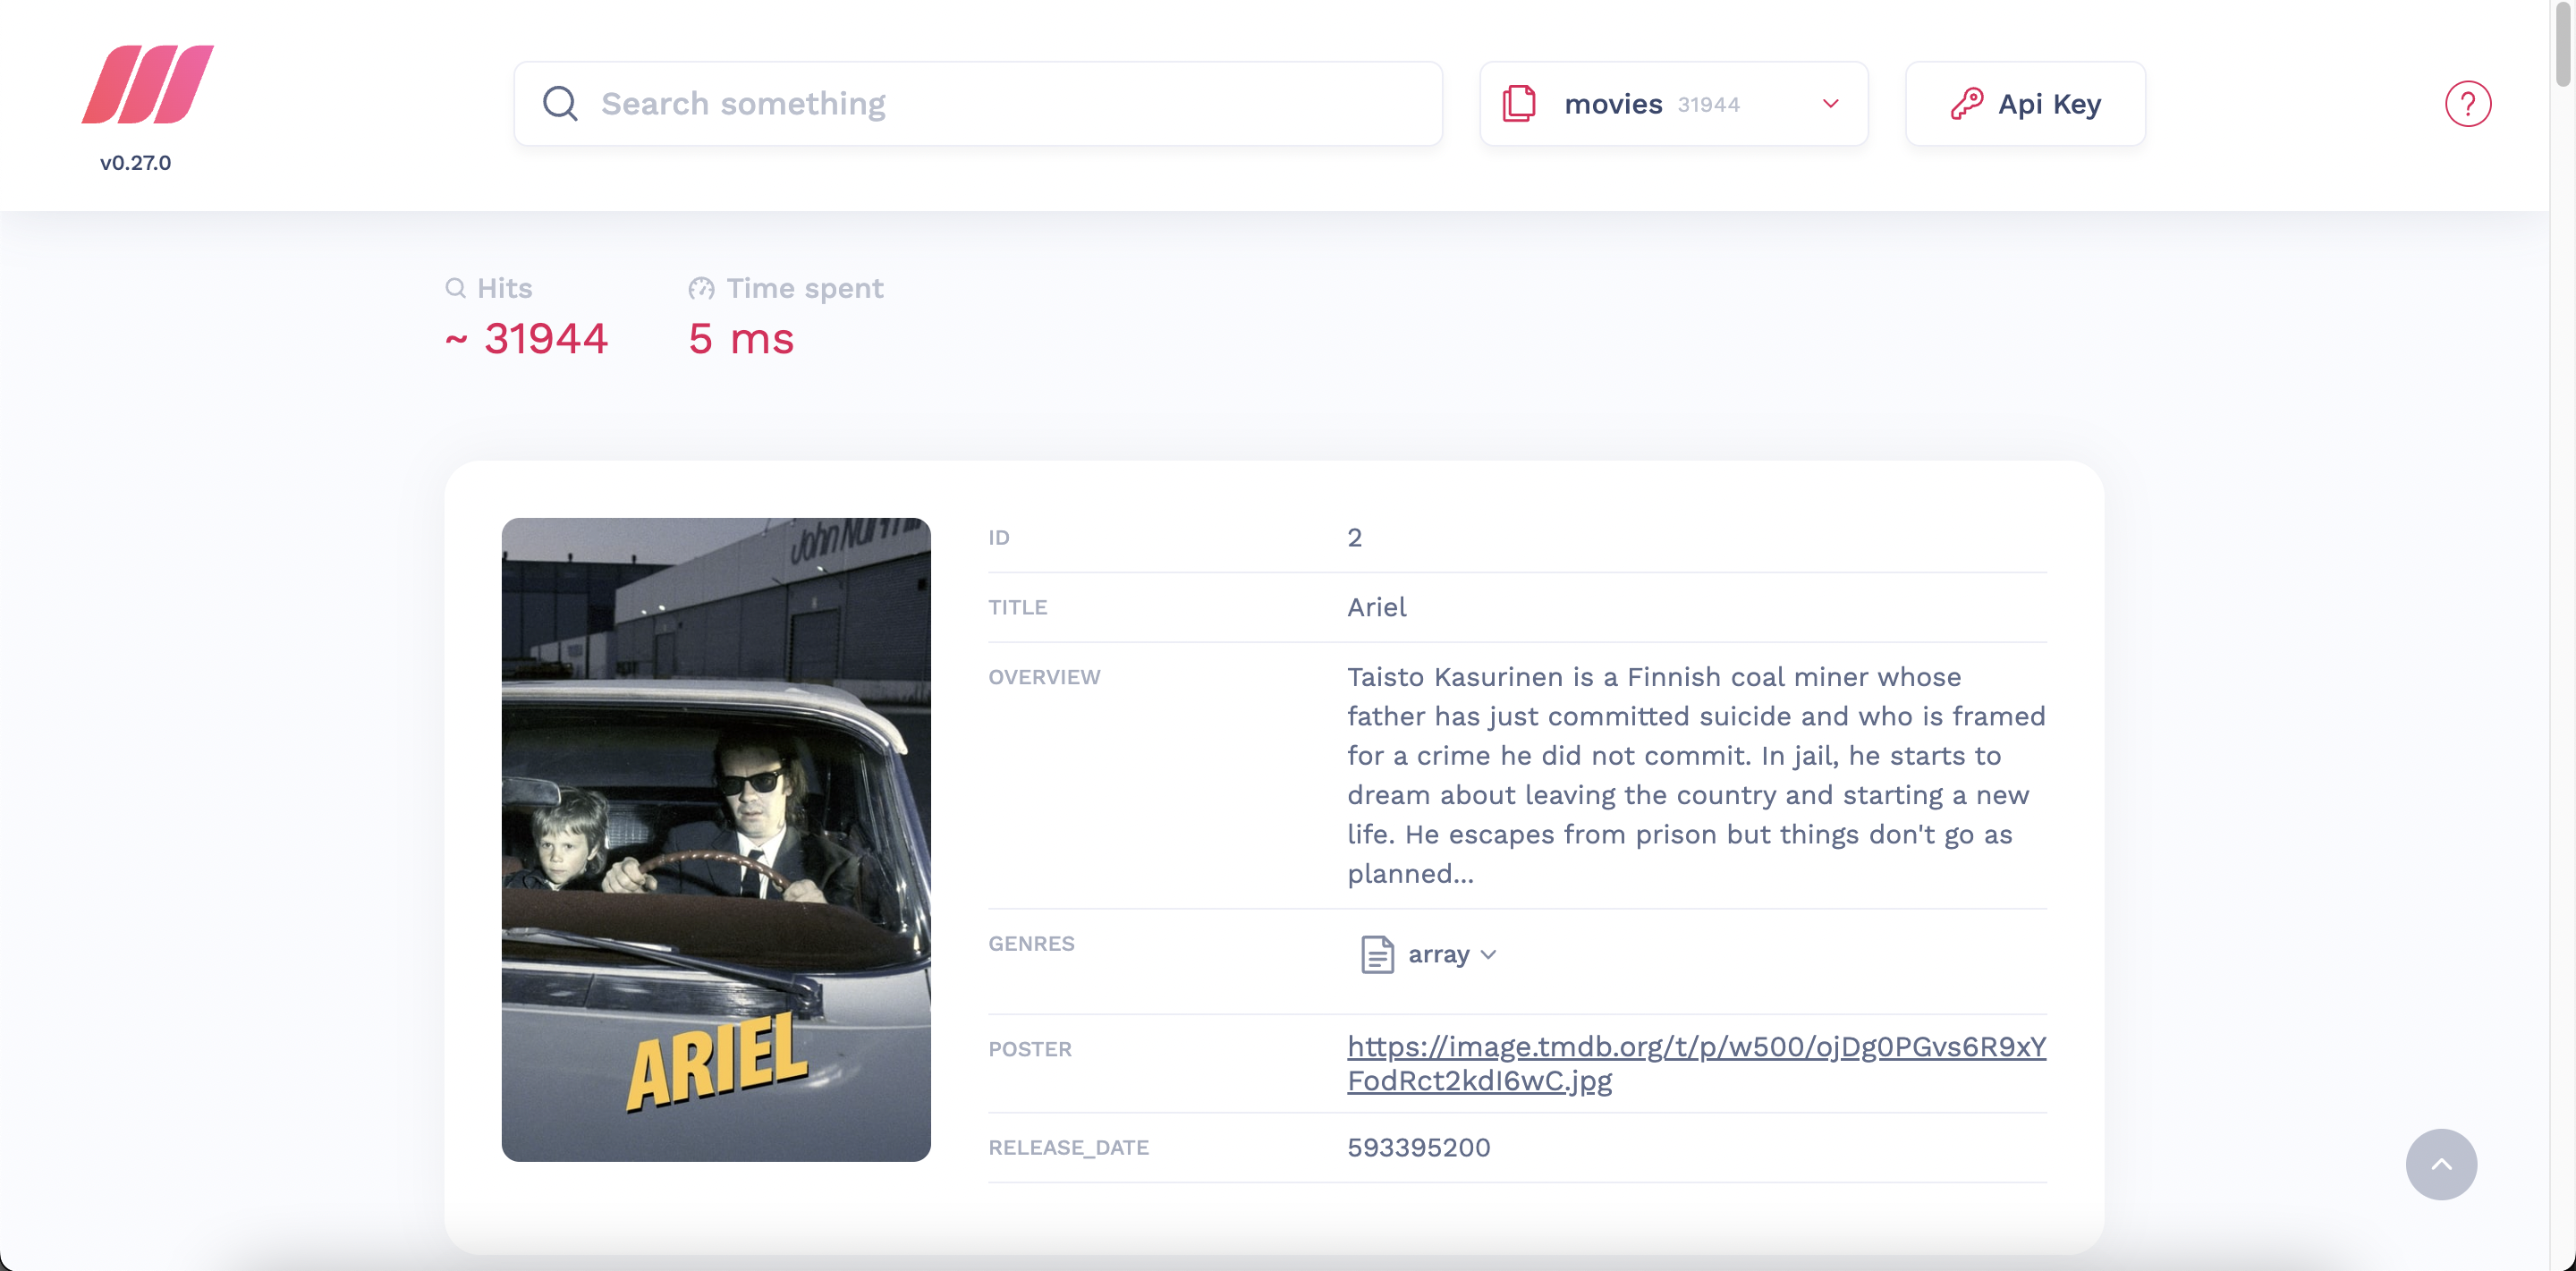 v0.27.0
Search something
movies 31944
Api Key
?
Hits
~ 31944
Time spent
5 ms
John
ARIEL
ID
2
TITLE
Ariel
OVERVIEW
Taisto Kasurinen is a Finnish coal miner whose
father has just committed suicide and who is framed
for a crime he did not commit. In jail, he starts to
dream about leaving the country and starting a new
life. He escapes from prison but things don't go as
planned...
GENRES
array
POSTER
https://image.tmdb.org/t/p/w500/ojDg0PGvs6R9xY
FodRct2kdI6wC.jpg
RELEASE_DATE
593395200